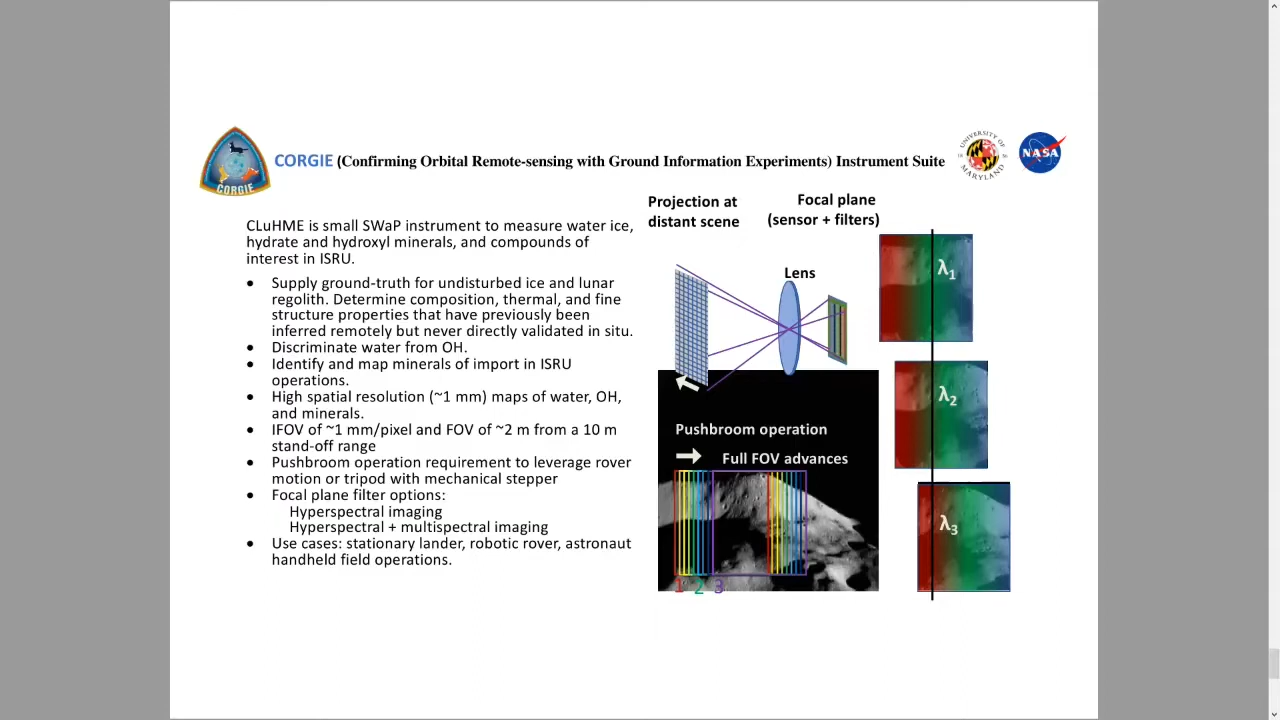 CORGIE (Confirming Orbital Remote-sensing with Ground Information Experiments) Instrument Suite
CORGIE
UNIVERSITY OF
18 56
MARYLAND
NASA
CLuHME is small SWaP instrument to measure water ice,
hydrate and hydroxyl minerals, and compounds of
interest in ISRU.
• Supply ground-truth for undisturbed ice and lunar
regolith. Determine composition, thermal, and fine
structure properties that have previously been
inferred remotely but never directly validated in situ.
• Discriminate water from OH.
• Identify and map minerals of import in ISRU
operations.
• High spatial resolution (~1 mm) maps of water, OH,
and minerals.
• IFOV of ~1 mm/pixel and FOV of ~2 m from a 10 m
stand-off range
• Pushbroom operation requirement to leverage rover
motion or tripod with mechanical stepper
• Focal plane filter options:
Hyperspectral imaging
Hyperspectral + multispectral imaging
• Use cases: stationary lander, robotic rover, astronaut
handheld field operations.
Projection at
distant scene
Focal plane
(sensor + filters)
Lens
Pushbroom operation
Full FOV advances
1 2 3
λ1
λ2
λ3